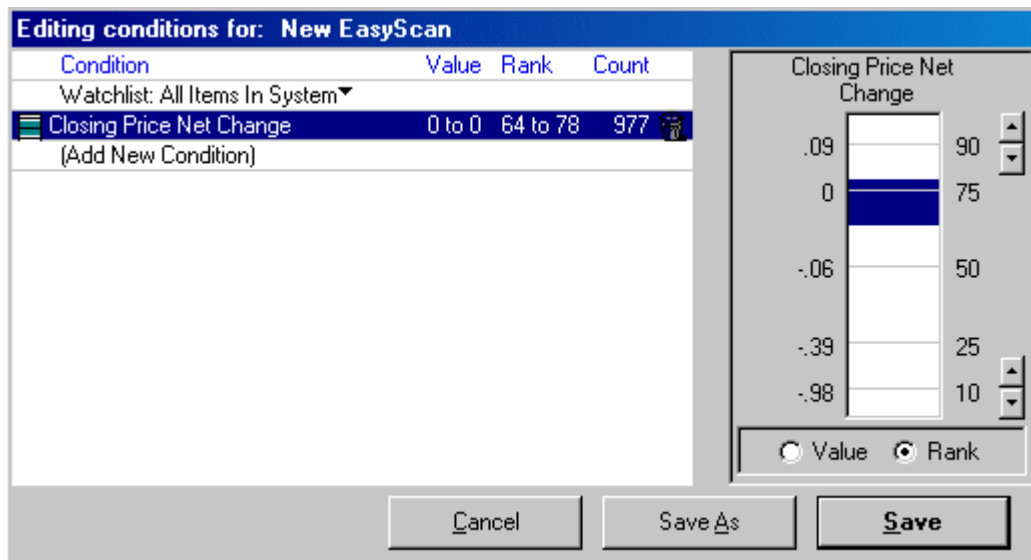 Editing conditions for: New EasyScan
Condition Value Rank Count
Watchlist: All Items In System
Closing Price Net Change 0 to 0 64 to 78 977
(Add New Condition)
Closing Price Net
Change
.09 90
0 75
-.06 50
-.39 25
-.98 10
Value Rank
Cancel Save As Save